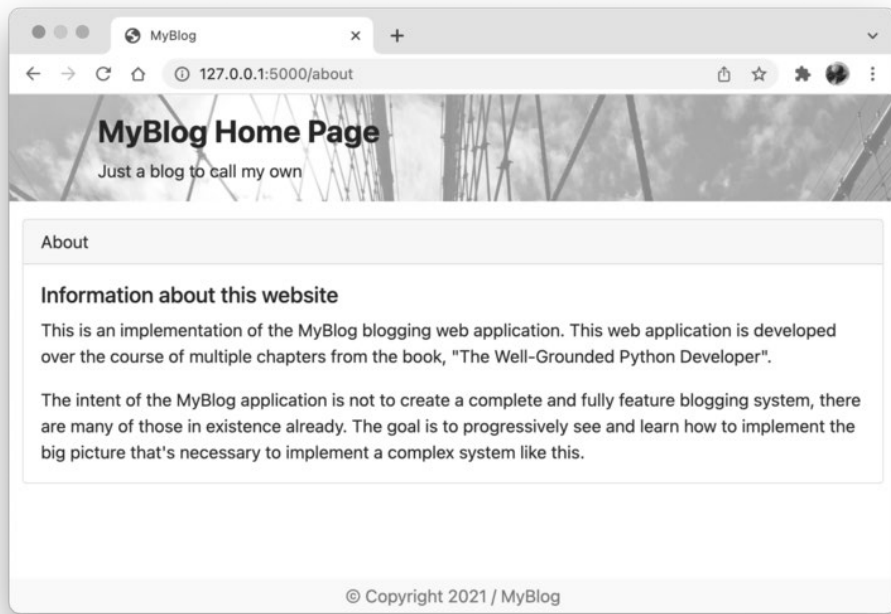 MyBlog
127.0.0.1:5000/about
MyBlog Home Page
Just a blog to call my own
About
Information about this website
This is an implementation of the MyBlog blogging web application. This web application is developed
over the course of multiple chapters from the book, "The Well-Grounded Python Developer".
The intent of the MyBlog application is not to create a complete and fully feature blogging system, there
are many of those in existence already. The goal is to progressively see and learn how to implement the
big picture that's necessary to implement a complex system like this.
© Copyright 2021 / MyBlog